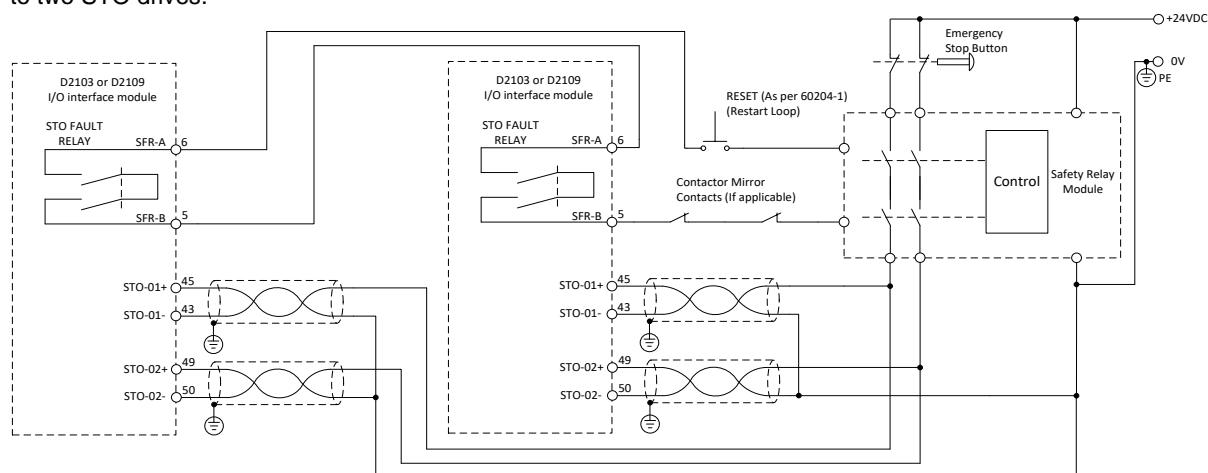 to two STO drives.
+24VDC
Emergency
Stop Button
0V
PE
D2103 or D2109
I/O interface module
STO FAULT
RELAY
SFR-A
6
SFR-B
5
STO-01+
45
STO-01-
43
STO-02+
49
STO-02-
50
D2103 or D2109
I/O interface module
STO FAULT
RELAY
SFR-A
6
SFR-B
5
STO-01+
45
STO-01-
43
STO-02+
49
STO-02-
50
RESET (As per 60204-1)
(Restart Loop)
Contactor Mirror
Contacts (If applicable)
Control
Safety Relay
Module